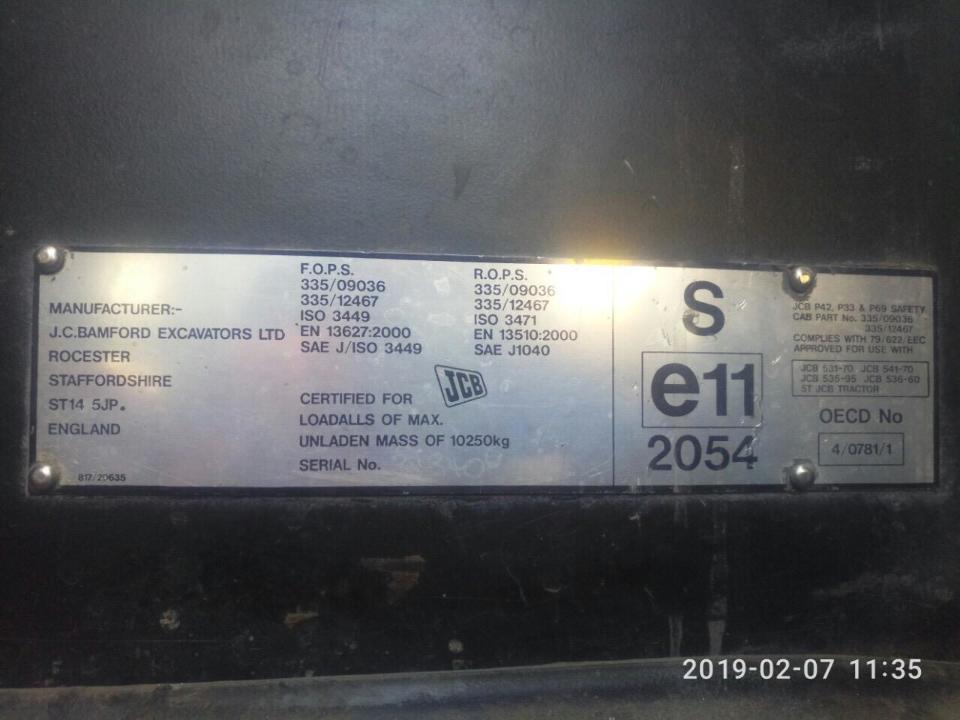 MANUFACTURER:-
J.C.BAMFORD EXCAVATORS LTD
ROCESTER
STAFFORDSHIRE
ST14 5JP.
ENGLAND
817/20635
F.O.P.S.
335/09036
335/12467
ISO 3449
EN 13627:2000
SAE J/ISO 3449
R.O.P.S.
335/09036
335/12467
ISO 3471
EN 13510:2000
SAE J1040
CERTIFIED FOR
LOADALLS OF MAX.
UNLADEN MASS OF 10250kg
SERIAL No.
JCB
S
e11
2054
JCB P42, P33 & P69 SAFETY
CAB PART No. 335/09036
335/12467
COMPLIES WITH 79/622/EEC
APPROVED FOR USE WITH
JCB 531-70 JCB 541-70
JCB 535-95 JCB 536-60
ST JCB TRACTOR
OECD No
4/0781/1
2019-02-07 11:35